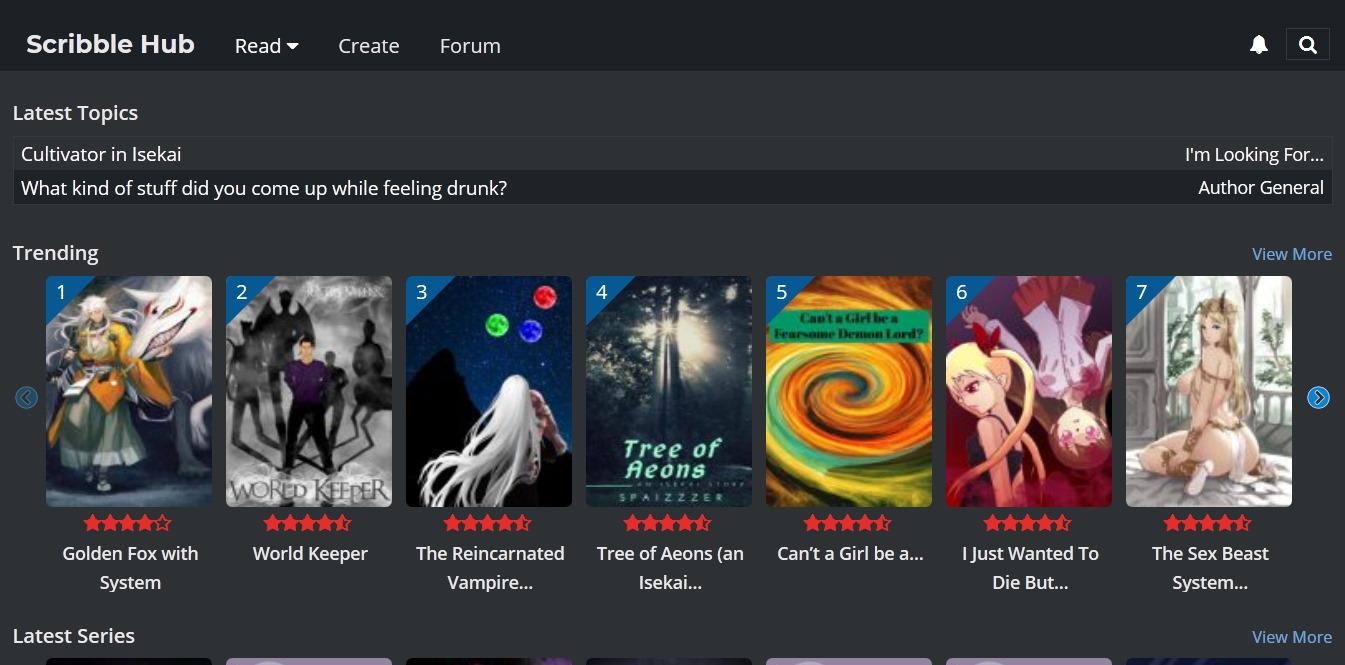 Scribble Hub Read Create Forum
Latest Topics
Cultivator in Isekai I'm Looking For...
What kind of stuff did you come up while feeling drunk? Author General
Trending View More
1 2 3 4 5 6 7
Can't a Girl be a
Fearsome Demon Lord?
Tree of
Aeons
AN ISEKAI STORY
SPAIZZZER
WORLD KEEPER
Golden Fox with
System
World Keeper
The Reincarnated
Vampire...
Tree of Aeons (an
Isekai...
Can’t a Girl be a...
I Just Wanted To
Die But...
The Sex Beast
System...
Latest Series View More